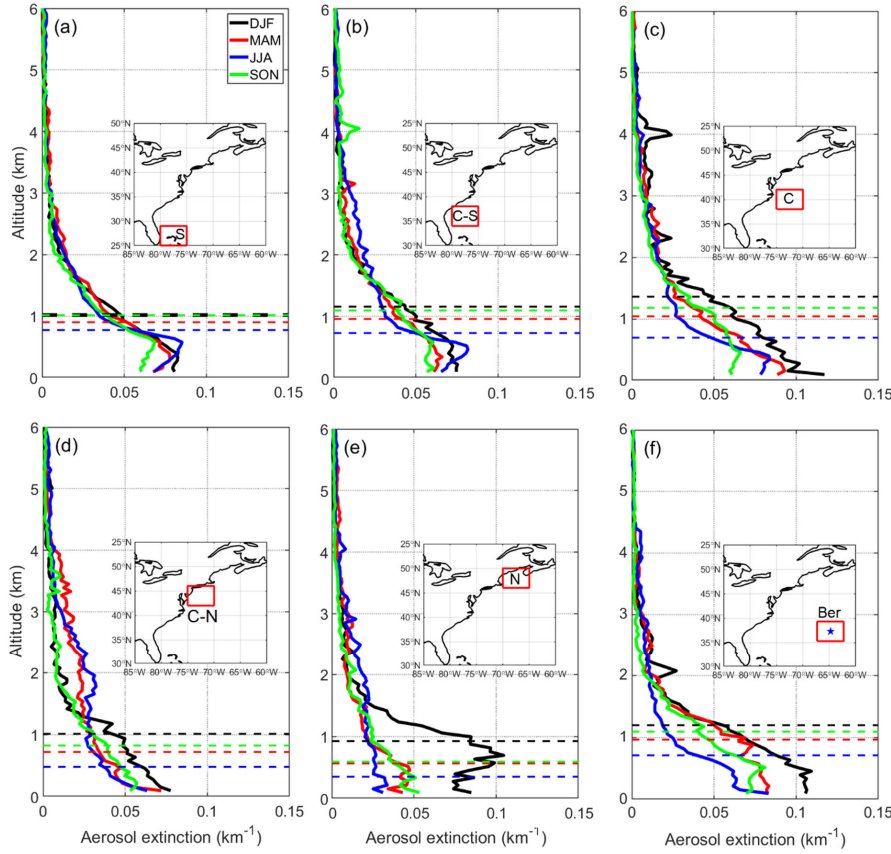 (a)
DJF
MAM
JJA
SON
6
5
4
3
2
1
0
Altitude (km)
50°N
45°N
40°N
35°N
30°N
25°N
S
85°W 80°W 75°W 70°W 65°W 60°W
0 0.05 0.1 0.15
(b)
6
5
4
3
2
1
0
25°N
50°N
45°N
40°N
35°N
30°N
C-S
85°W 80°W 75°W 70°W 65°W 60°W
0 0.05 0.1 0.15
(c)
6
5
4
3
2
1
0
25°N
50°N
45°N
40°N
35°N
30°N
C
85°W 80°W 75°W 70°W 65°W 60°W
0 0.05 0.1 0.15
(d)
6
5
4
3
2
1
0
Altitude (km)
25°N
50°N
45°N
40°N
35°N
30°N
C-N
85°W 80°W 75°W 70°W 65°W 60°W
0 0.05 0.1 0.15
Aerosol extinction (km-1)
(e)
6
5
4
3
2
1
0
25°N
50°N
45°N
40°N
35°N
30°N
N
85°W 80°W 75°W 70°W 65°W 60°W
0 0.05 0.1 0.15
Aerosol extinction (km-1)
(f)
6
5
4
3
2
1
0
25°N
50°N
45°N
40°N
35°N
30°N
Ber
85°W 80°W 75°W 70°W 65°W 60°W
0 0.05 0.1 0.15
Aerosol extinction (km-1)